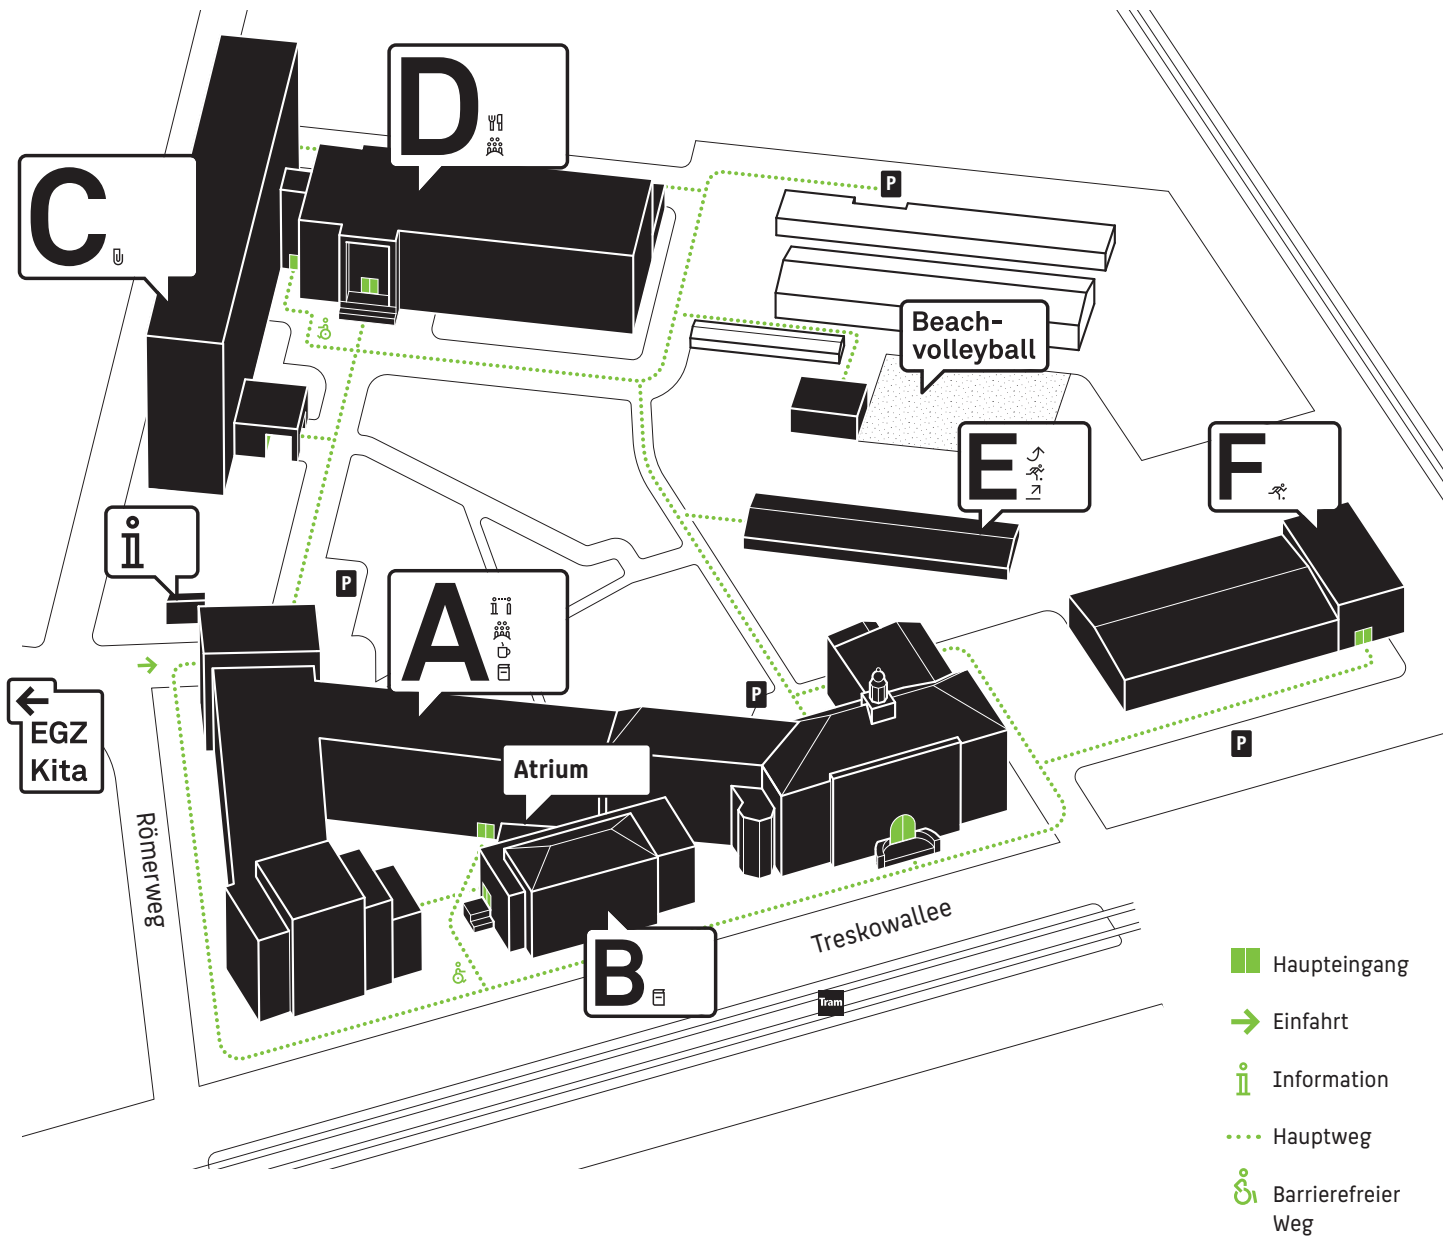 D
C
P
Beach-
volleyball
E
F
i
P
A
P
EGZ
Kita
P
Atrium
Römerweg
B
Treskowallee
Tram
Haupteingang
Einfahrt
i Information
Hauptweg
Barrierefreier
Weg